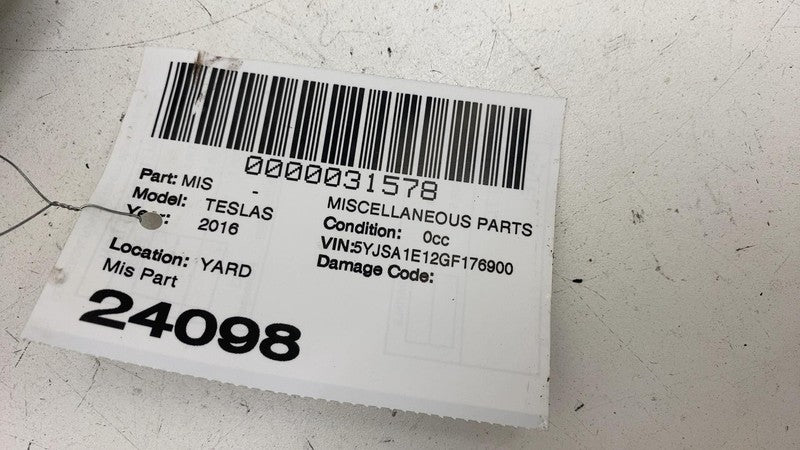 0000031578
Part: MIS - MISCELLANEOUS PARTS
Model: TESLAS Condition: 0cc
Year: 2016 VIN:5YJSA1E12GF176900
Damage Code:
Location: YARD
Mis Part
24098